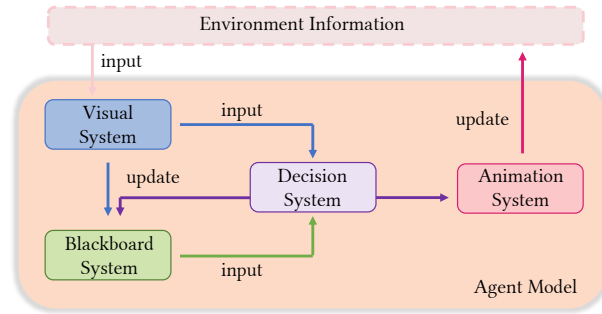 Environment Information
input
Visual
System
input
update
update
Decision
System
Animation
System
Blackboard
System
input
Agent Model